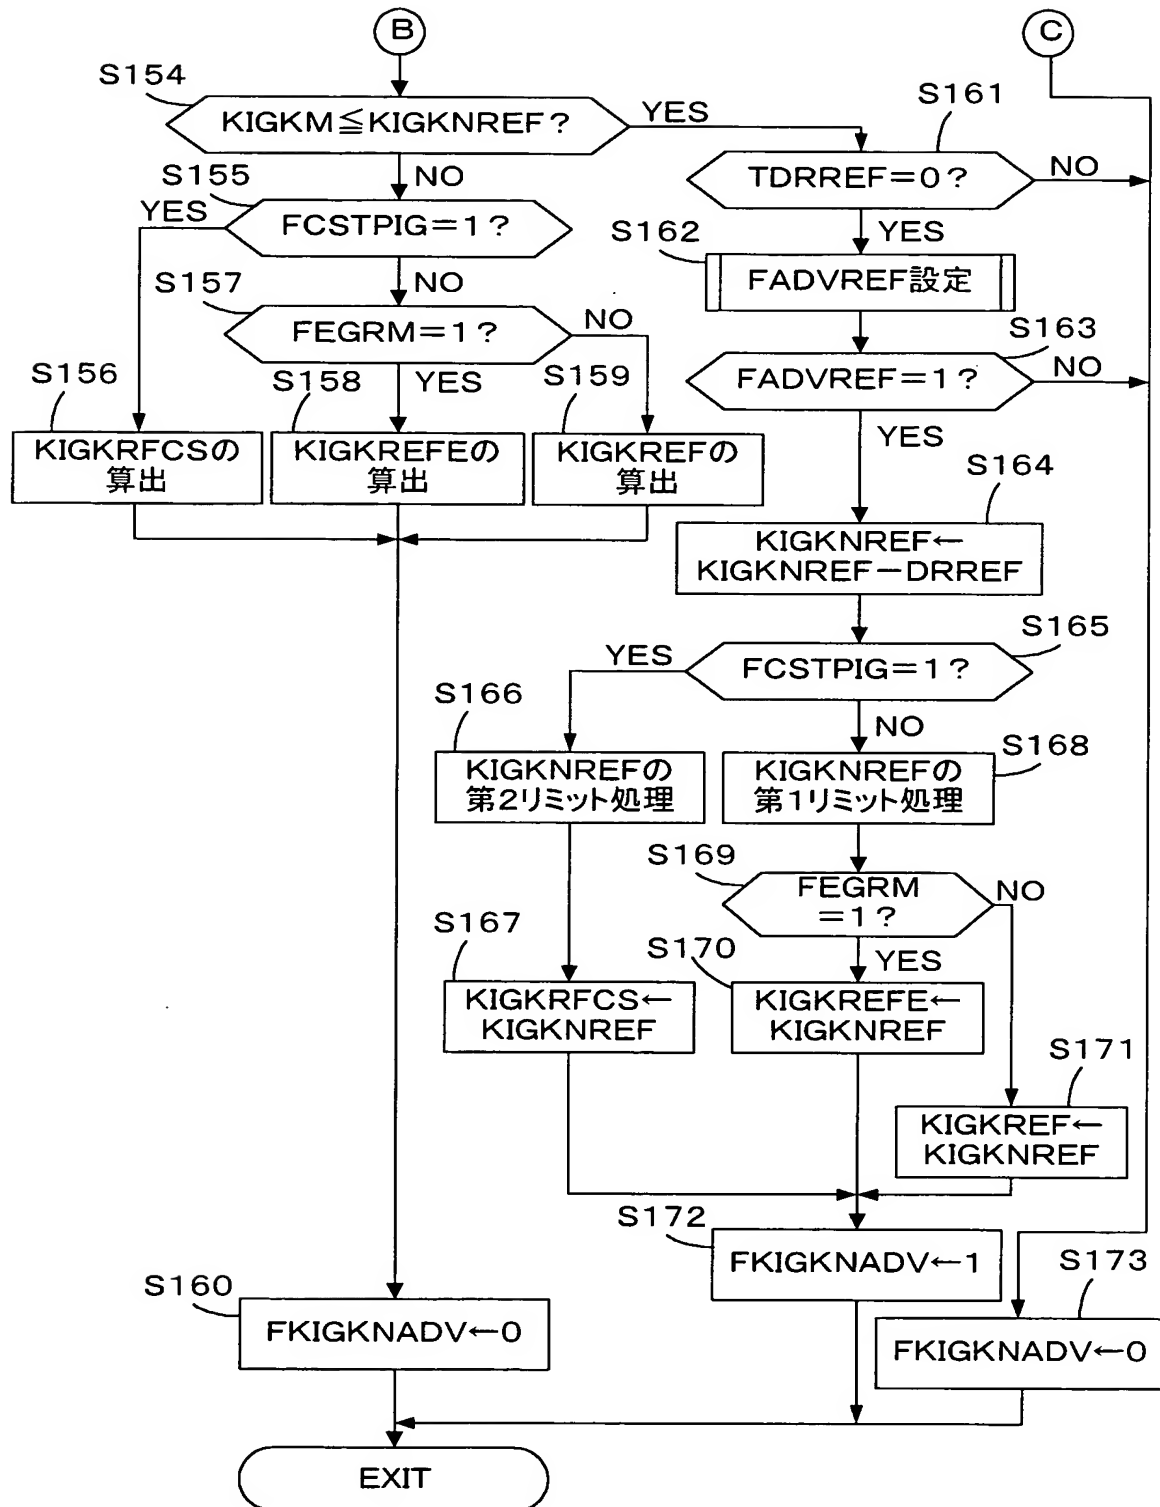 B
C
S154
KIGKM≦KIGKNREF?
YES
S161
TDRREF=0?
NO
NO
S155
YES
FCSTPIG=1?
YES
S162
FADVREF設定
NO
S157
FEGRM=1?
NO
S163
FADVREF=1?
NO
S156
S158
YES
S159
YES
KIGKRFCSの
算出
KIGKREFEの
算出
KIGKREFの
算出
S164
KIGKNREF←
KIGKNREF-DRREF
S165
YES
FCSTPIG=1?
S166
NO
S168
KIGKNREFの
第2リミット処理
KIGKNREFの
第1リミット処理
S169
FEGRM
=1?
NO
S167
S170
YES
KIGKRFCS←
KIGKNREF
KIGKREFE←
KIGKNREF
S171
KIGKREF←
KIGKNREF
S172
FKIGKNADV←1
S173
S160
FKIGKNADV←0
FKIGKNADV←0
EXIT